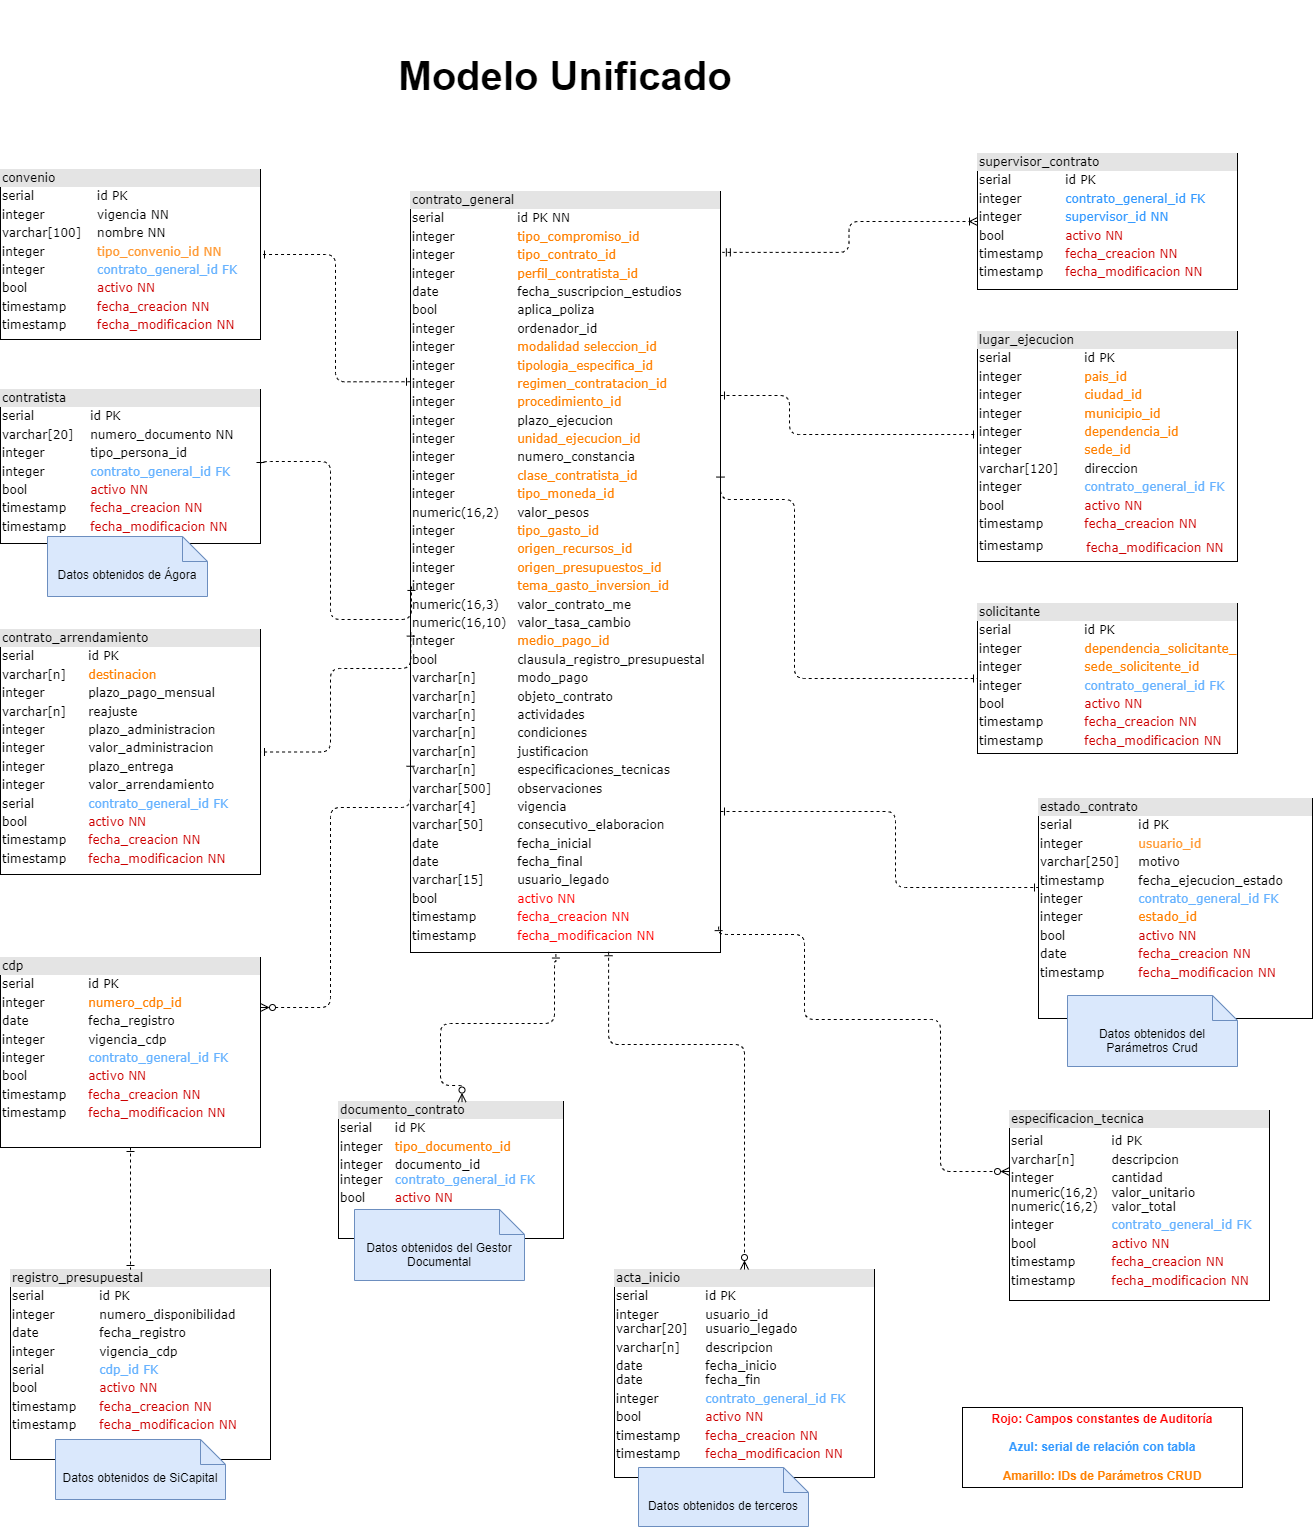 Modelo Unificado
convenio
serial id PK
integer vigencia NN
varchar[100] nombre NN
integer tipo_convenio_id NN
integer contrato_general_id FK
bool activo NN
timestamp fecha_creacion NN
timestamp fecha_modificacion NN
contratista
serial id PK
varchar[20] numero_documento NN
integer tipo_persona_id
integer contrato_general_id FK
bool activo NN
timestamp fecha_creacion NN
timestamp fecha_modificacion NN
Datos obtenidos de Ágora
contrato_arrendamiento
serial id PK
varchar[n] destinacion
integer plazo_pago_mensual
varchar[n] reajuste
integer plazo_administracion
integer valor_administracion
integer plazo_entrega
integer valor_arrendamiento
serial contrato_general_id FK
bool activo NN
timestamp fecha_creacion NN
timestamp fecha_modificacion NN
cdp
serial id PK
integer numero_cdp_id
date fecha_registro
integer vigencia_cdp
integer contrato_general_id FK
bool activo NN
timestamp fecha_creacion NN
timestamp fecha_modificacion NN
registro_presupuestal
serial id PK
integer numero_disponibilidad
date fecha_registro
integer vigencia_cdp
serial cdp_id FK
bool activo NN
timestamp fecha_creacion NN
timestamp fecha_modificacion NN
Datos obtenidos de SiCapital
contrato_general
serial id PK NN
integer tipo_compromiso_id
integer tipo_contrato_id
integer perfil_contratista_id
date fecha_suscripcion_estudios
bool aplica_poliza
integer ordenador_id
integer modalidad seleccion_id
integer tipologia_especifica_id
integer regimen_contratacion_id
integer procedimiento_id
integer plazo_ejecucion
integer unidad_ejecucion_id
integer numero_constancia
integer clase_contratista_id
integer tipo_moneda_id
numeric(16,2) valor_pesos
integer tipo_gasto_id
integer origen_recursos_id
integer origen_presupuestos_id
integer tema_gasto_inversion_id
numeric(16,3) valor_contrato_me
numeric(16,10) valor_tasa_cambio
integer medio_pago_id
bool clausula_registro_presupuestal
varchar[n] modo_pago
varchar[n] objeto_contrato
varchar[n] actividades
varchar[n] condiciones
varchar[n] justificacion
varchar[n] especificaciones_tecnicas
varchar[500] observaciones
varchar[4] vigencia
varchar[50] consecutivo_elaboracion
date fecha_inicial
date fecha_final
varchar[15] usuario_legado
bool activo NN
timestamp fecha_creacion NN
timestamp fecha_modificacion NN
documento_contrato
serial id PK
integer tipo_documento_id
integer documento_id
integer contrato_general_id FK
bool activo NN
Datos obtenidos del Gestor
Documental
acta_inicio
serial id PK
integer usuario_id
varchar[20] usuario_legado
varchar[n] descripcion
date fecha_inicio
date fecha_fin
integer contrato_general_id FK
bool activo NN
timestamp fecha_creacion NN
timestamp fecha_modificacion NN
Datos obtenidos de terceros
supervisor_contrato
serial id PK
integer contrato_general_id FK
integer supervisor_id NN
bool activo NN
timestamp fecha_creacion NN
timestamp fecha_modificacion NN
lugar_ejecucion
serial id PK
integer pais_id
integer ciudad_id
integer municipio_id
integer dependencia_id
integer sede_id
varchar[120] direccion
integer contrato_general_id FK
bool activo NN
timestamp fecha_creacion NN
timestamp fecha_modificacion NN
solicitante
serial id PK
integer dependencia_solicitante_
integer sede_solicitente_id
integer contrato_general_id FK
bool activo NN
timestamp fecha_creacion NN
timestamp fecha_modificacion NN
estado_contrato
serial id PK
integer usuario_id
varchar[250] motivo
timestamp fecha_ejecucion_estado
integer contrato_general_id FK
integer estado_id
bool activo NN
date fecha_creacion NN
timestamp fecha_modificacion NN
Datos obtenidos del
Parámetros Crud
especificacion_tecnica
serial id PK
varchar[n] descripcion
integer cantidad
numeric(16,2) valor_unitario
numeric(16,2) valor_total
integer contrato_general_id FK
bool activo NN
timestamp fecha_creacion NN
timestamp fecha_modificacion NN
Rojo: Campos constantes de Auditoría
Azul: serial de relación con tabla
Amarillo: IDs de Parámetros CRUD